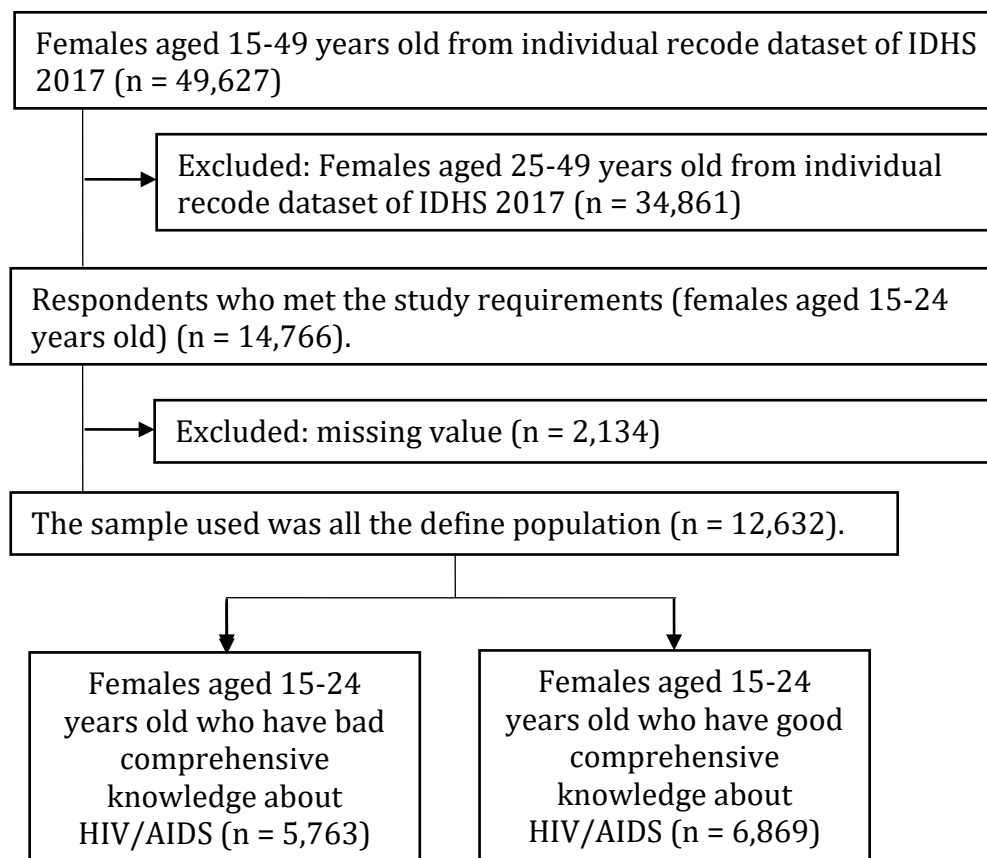 Females aged 15-49 years old from individual recode dataset of IDHS
2017 (n = 49,627)
Excluded: Females aged 25-49 years old from individual
recode dataset of IDHS 2017 (n = 34,861)
Respondents who met the study requirements (females aged 15-24
years old) (n = 14,766).
Excluded: missing value (n = 2,134)
The sample used was all the define population (n = 12,632).
Females aged 15-24
years old who have bad
comprehensive
knowledge about
HIV/AIDS (n = 5,763)
Females aged 15-24
years old who have good
comprehensive
knowledge about
HIV/AIDS (n = 6,869)